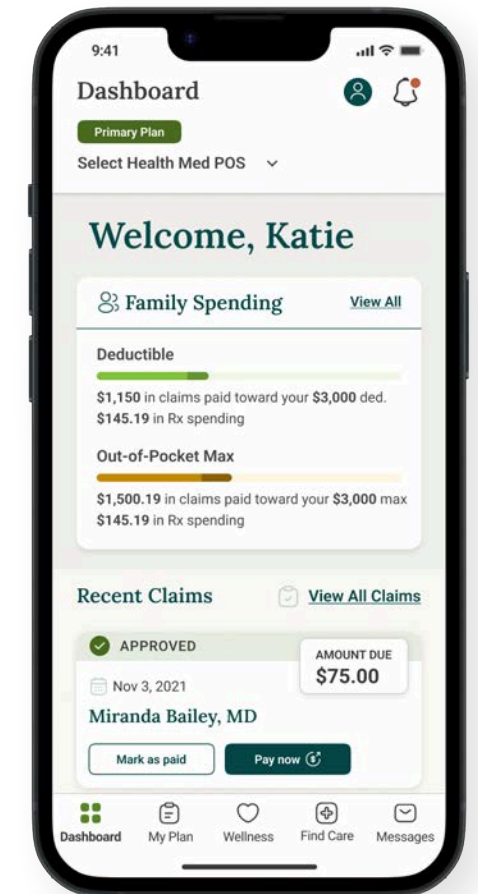 9:41
Dashboard
Primary Plan
Select Health Med POS
Welcome, Katie
Family Spending View All
Deductible
$1,150 in claims paid toward your $3,000 ded.
$145.19 in Rx spending
Out-of-Pocket Max
$1,500.19 in claims paid toward your $3,000 max
$145.19 in Rx spending
Recent Claims View All Claims
APPROVED
AMOUNT DUE
$75.00
Nov 3, 2021
Miranda Bailey, MD
Mark as paid Pay now
Dashboard My Plan Wellness Find Care Messages